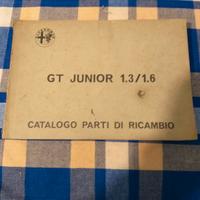 GT JUNIOR 1.3/1.6
CATALOGO PARTI DI RICAMBIO